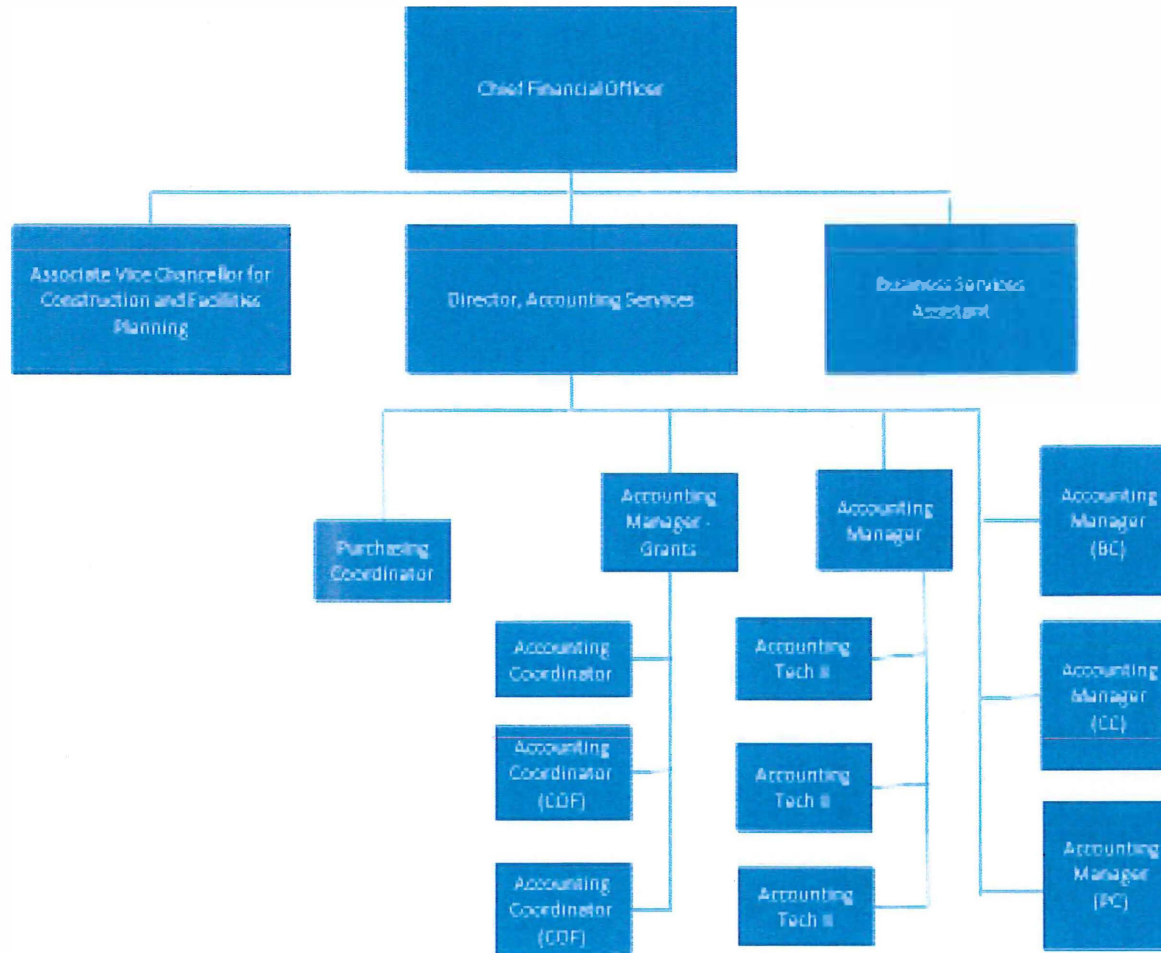 Chief Financial Officer
Associate Vice Chancellor for
Construction and Facilities
Planning
Director, Accounting Services
Business Services
Assistant
Purchasing
Coordinator
Accounting
Manager -
Grants
Accounting
Manager
Accounting
Manager
(BC)
Accounting
Coordinator
Accounting
Tech II
Accounting
Manager
(CC)
Accounting
Coordinator
(COF)
Accounting
Tech II
Accounting
Manager
(PC)
Accounting
Coordinator
(COF)
Accounting
Tech II